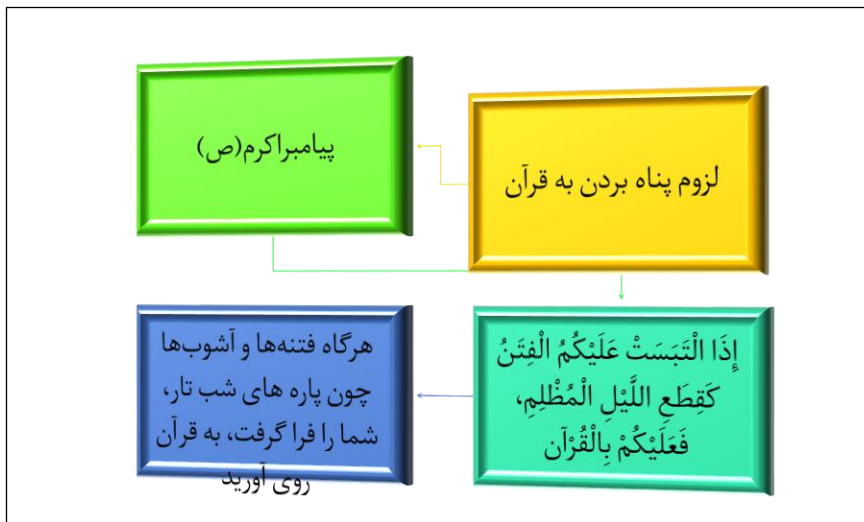 لزوم پناه بردن به قرآن
پیامبراکرم(ص)
إِذَا الْتَبَسَتْ عَلَيْكُمُ الْفِتَنُ
كَقِطَعِ اللَّيْلِ الْمُظْلِمِ،
فَعَلَيْكُمْ بِالْقُرْآن
هرگاه فتنه‌ها و آشوب‌ها
چون پاره های شب تار،
شما را فرا گرفت، به قرآن
روی آورید